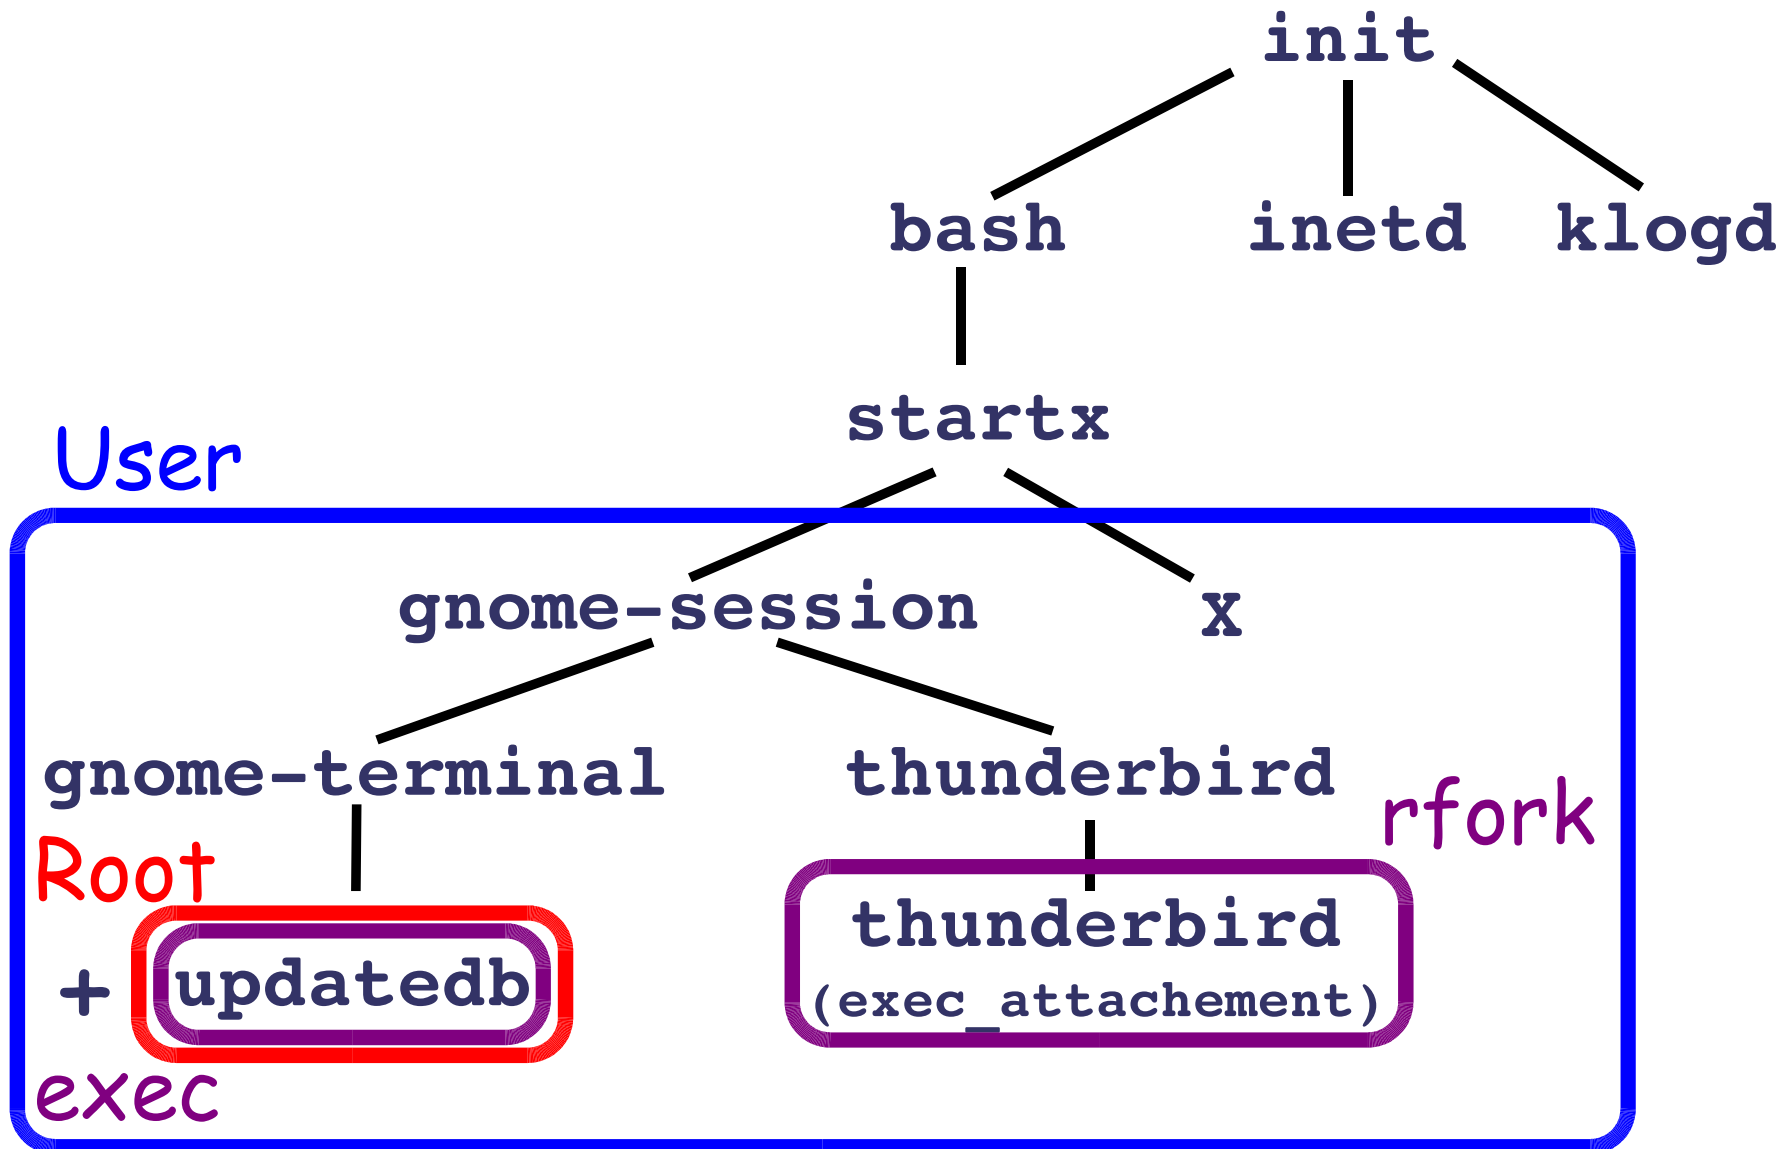 init
bash inetd klogd
startx
User
gnome-session X
gnome-terminal thunderbird
rfork
Root
thunderbird
+ updatedb (exec_attachement)
exec